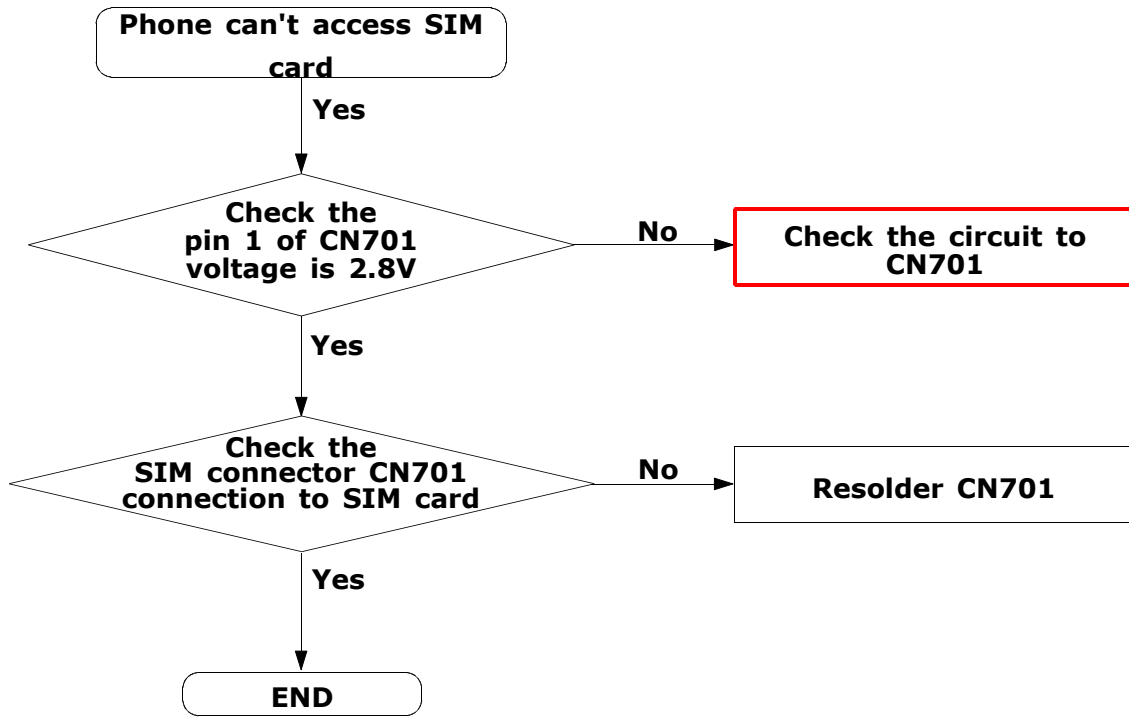 Phone can't access SIM
card
Yes
Check the
pin 1 of CN701
voltage is 2.8V
No
Check the circuit to
CN701
Yes
Check the
SIM connector CN701
connection to SIM card
No
Resolder CN701
Yes
END